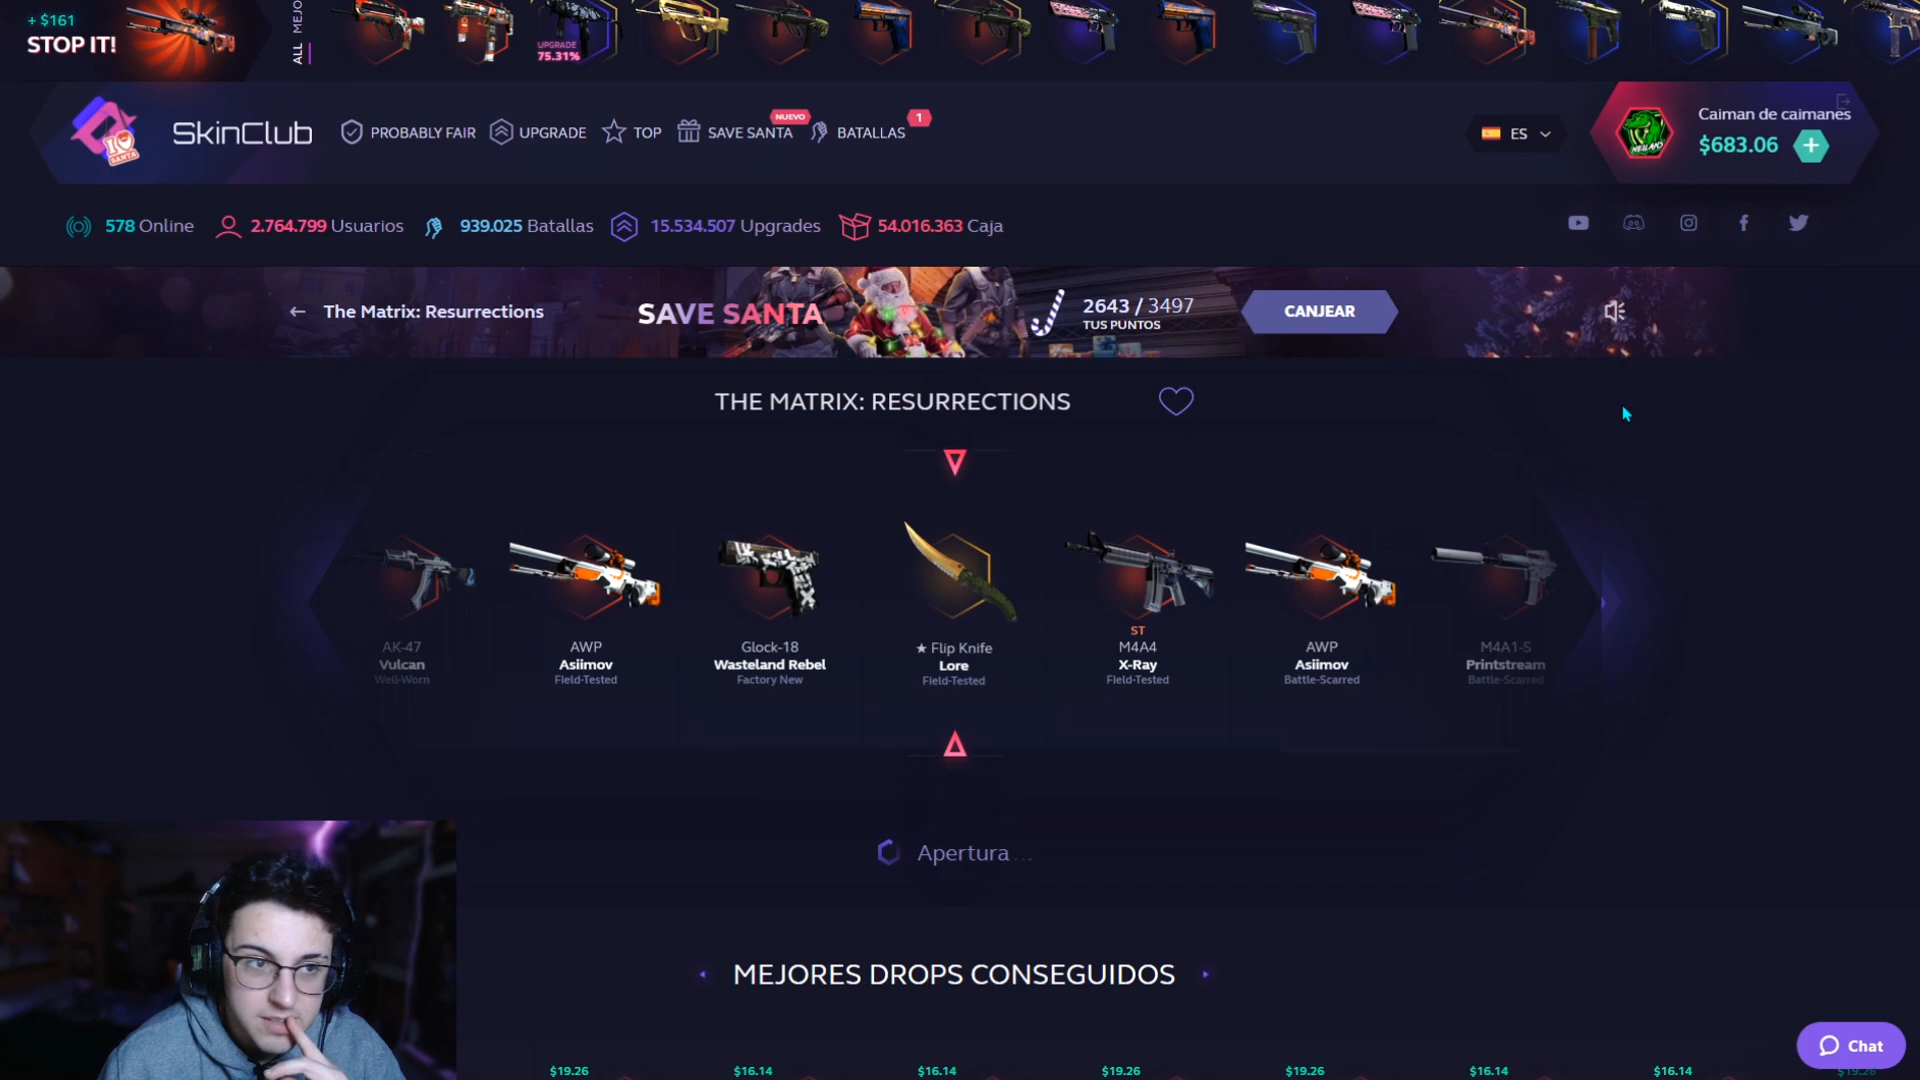 + $161
STOP IT!
ALL
MEJO
UPGRADE
75.31%
SkinClub
I
SANTA
PROBABLY FAIR
UPGRADE
TOP
SAVE SANTA
NUEVO
BATALLAS
1
ES
Caiman de caimanes
$683.06
+
578 Online
2.764.799 Usuarios
939.025 Batallas
15.534.507 Upgrades
54.016.363 Caja
← The Matrix: Resurrections
SAVE SANTA
2643 / 3497
TUS PUNTOS
CANJEAR
THE MATRIX: RESURRECTIONS
AK-47
Vulcan
Well-Worn
AWP
Asiimov
Field-Tested
Glock-18
Wasteland Rebel
Factory New
★ Flip Knife
Lore
Field-Tested
ST
M4A4
X-Ray
Field-Tested
AWP
Asiimov
Battle-Scarred
M4A1-S
Printstream
Battle-Scarred
Apertura...
MEJORES DROPS CONSEGUIDOS
$19.26
$16.14
$16.14
$19.26
$19.26
$16.14
$16.14
$19.26
Chat